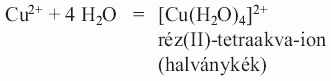 Cu²⁺ + 4 H₂O = [Cu(H₂O)₄]²⁺
réz(II)-tetraakva-ion
(halványkék)